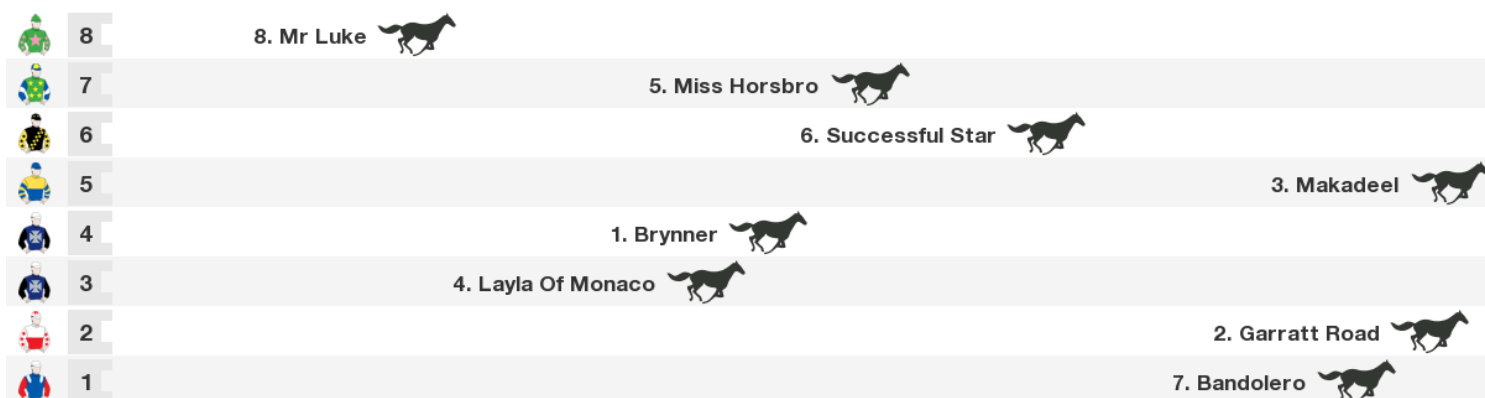 8 8. Mr Luke
7 5. Miss Horsbro
6 6. Successful Star
5 3. Makadeel
4 1. Brynner
3 4. Layla Of Monaco
2 2. Garratt Road
1 7. Bandolero